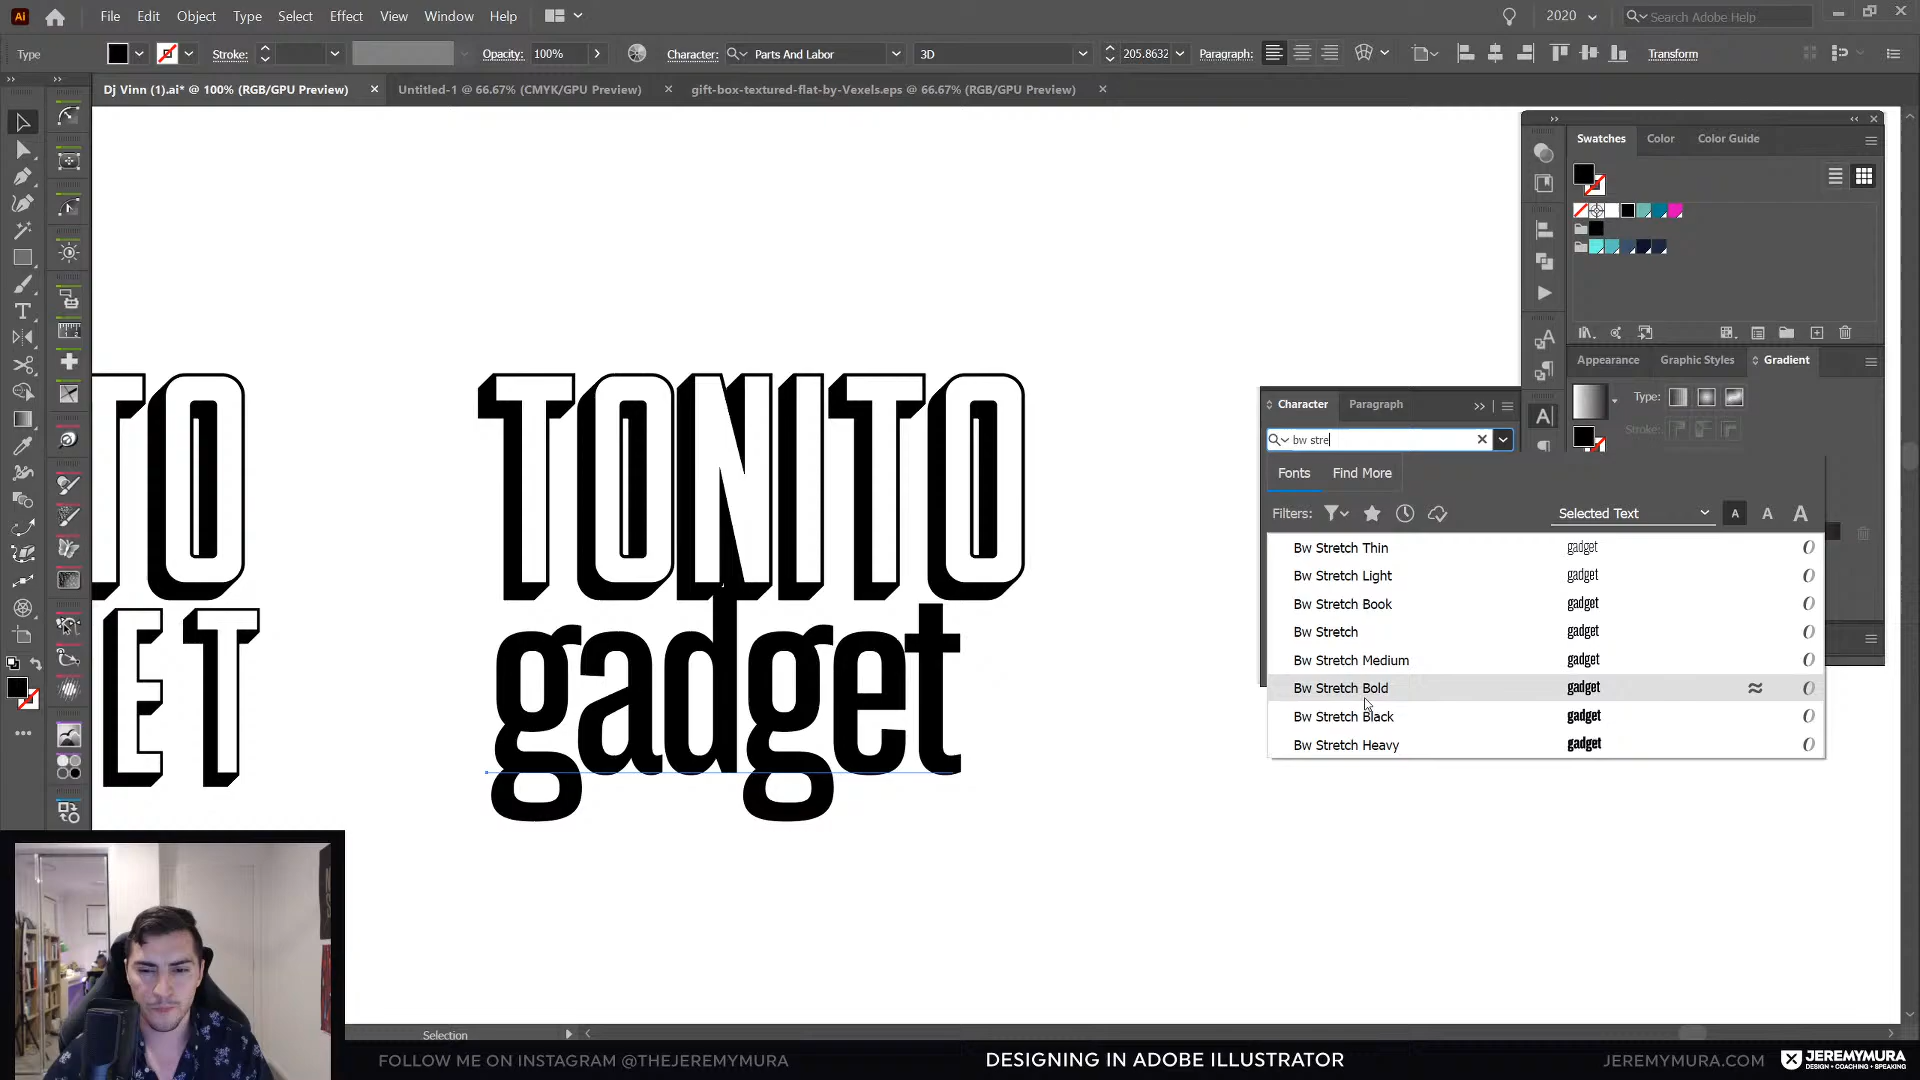 Ai File Edit Object Type Select Effect View Window Help 2020 Search Adobe Help
Type Stroke: Opacity: 100% Character: Parts And Labor 3D 205.8632 Paragraph: Transform
Dj Vinn (1).ai* @ 100% (RGB/GPU Preview) Untitled-1 @ 66.67% (CMYK/GPU Preview) gift-box-textured-flat-by-Vexels.eps @ 66.67% (RGB/GPU Preview)
Swatches Color Color Guide
Appearance Graphic Styles Gradient
Type:
Stroke:
TO
ET
TONITO
gadget
Character Paragraph
bw stre
Fonts Find More
Filters: Selected Text A A A
Bw Stretch Thin gadget
Bw Stretch Light gadget
Bw Stretch Book gadget
Bw Stretch gadget
Bw Stretch Medium gadget
Bw Stretch Bold gadget
Bw Stretch Black gadget
Bw Stretch Heavy gadget
Selection
FOLLOW ME ON INSTAGRAM @THEJEREMYMURA
DESIGNING IN ADOBE ILLUSTRATOR
JEREMYMURA.COM
JEREMYMURA
DESIGN • COACHING • SPEAKING